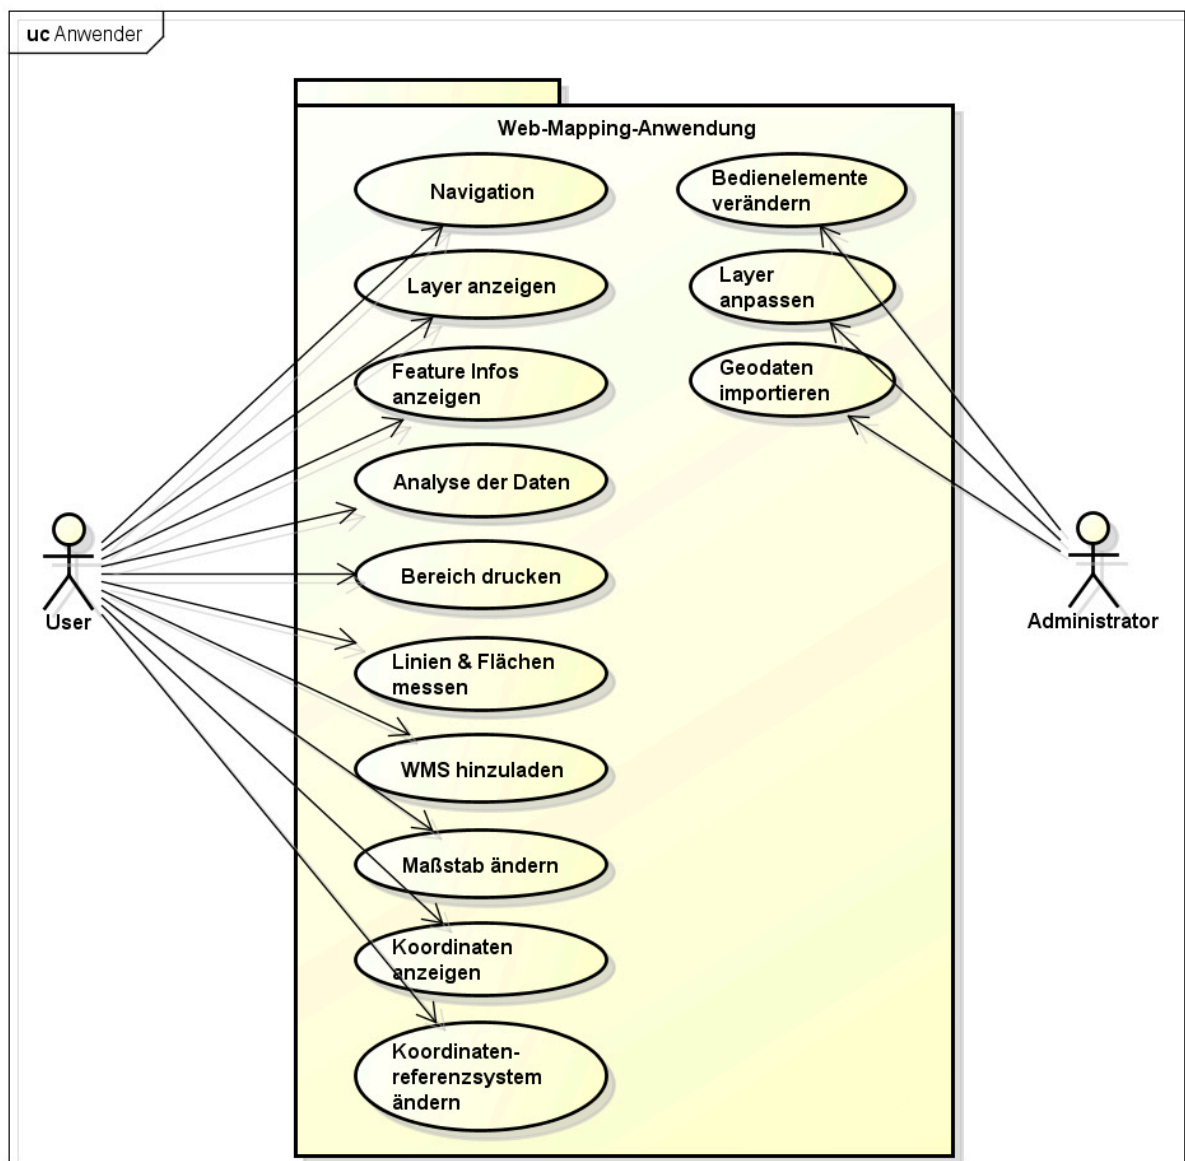 uc Anwender
Web-Mapping-Anwendung
Navigation
Layer anzeigen
Feature Infos
anzeigen
Analyse der Daten
Bereich drucken
Linien & Flächen
messen
WMS hinzuladen
Maßstab ändern
Koordinaten
anzeigen
Koordinaten-
referenzsystem
ändern
Bedienelemente
verändern
Layer
anpassen
Geodaten
importieren
User
Administrator